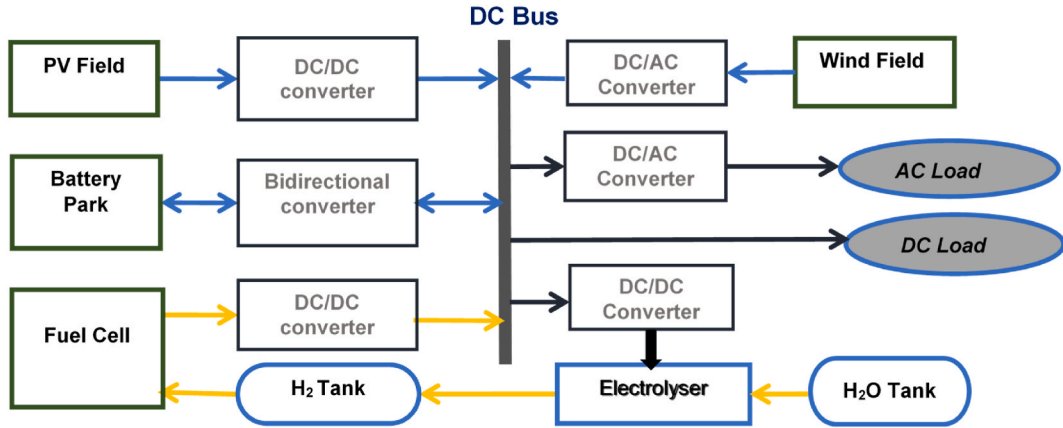 DC Bus
PV Field
DC/DC
converter
DC/AC
Converter
Wind Field
Battery
Park
Bidirectional
converter
DC/AC
Converter
AC Load
DC Load
Fuel Cell
DC/DC
converter
DC/DC
Converter
H₂ Tank
Electrolyser
H₂O Tank